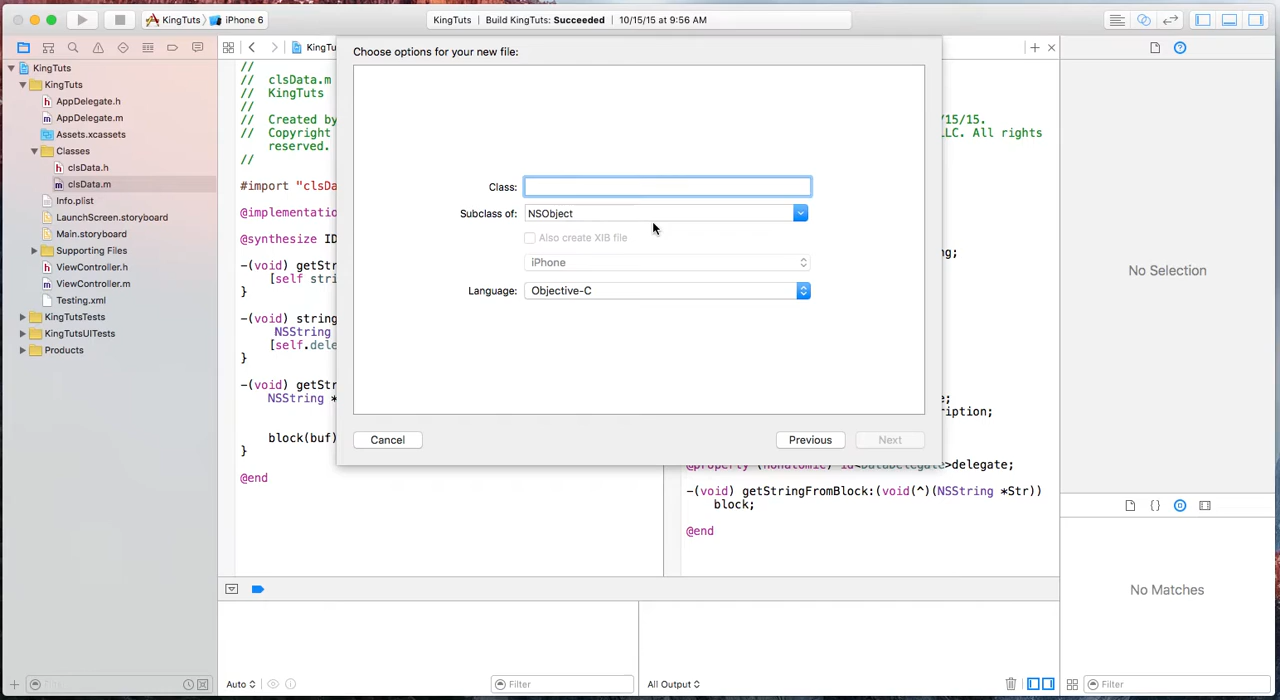 KingTuts
iPhone 6
KingTuts
Build KingTuts: Succeeded
10/15/15 at 9:56 AM
KingTuts
KingTuts
AppDelegate.h
AppDelegate.m
Assets.xcassets
Classes
clsData.h
clsData.m
Info.plist
LaunchScreen.storyboard
Main.storyboard
Supporting Files
ViewController.h
ViewController.m
Testing.xml
KingTutsTests
KingTutsUITests
Products
KingTu
//
// clsData.m
// KingTuts
//
// Created by
// Copyright
reserved.
//
#import "clsDa
@implementatio
@synthesize ID
-(void) getStr
[self stri
}
-(void) string
NSString
[self.dele
}
-(void) getStr
NSString *
block(buf)
}
@end
Choose options for your new file:
Class:
Subclass of: NSObject
Also create XIB file
iPhone
Language: Objective-C
Cancel
Previous
Next
/15/15.
LLC. All rights
ng;
e;
ription;
@property (nonatomic) id<DataDelegate>delegate;
-(void) getStringFromBlock:(void(^)(NSString *Str))
block;
@end
No Selection
No Matches
Auto
Filter
All Output
Filter